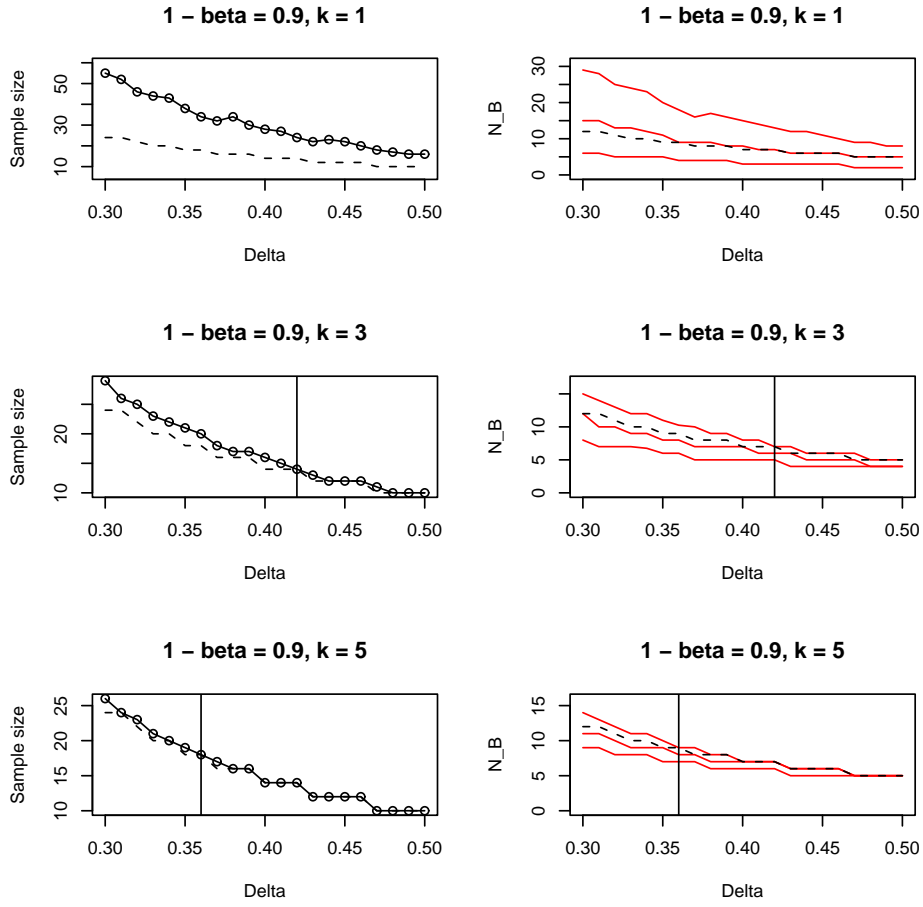 1 − beta = 0.9, k = 1
Sample size
10
30
50
0.30
0.35
0.40
0.45
0.50
Delta
1 − beta = 0.9, k = 1
N_B
0
10
20
30
0.30
0.35
0.40
0.45
0.50
Delta
1 − beta = 0.9, k = 3
Sample size
10
20
0.30
0.35
0.40
0.45
0.50
Delta
1 − beta = 0.9, k = 3
N_B
0
5
10
0.30
0.35
0.40
0.45
0.50
Delta
1 − beta = 0.9, k = 5
Sample size
10
15
20
25
0.30
0.35
0.40
0.45
0.50
Delta
1 − beta = 0.9, k = 5
N_B
0
5
10
15
0.30
0.35
0.40
0.45
0.50
Delta